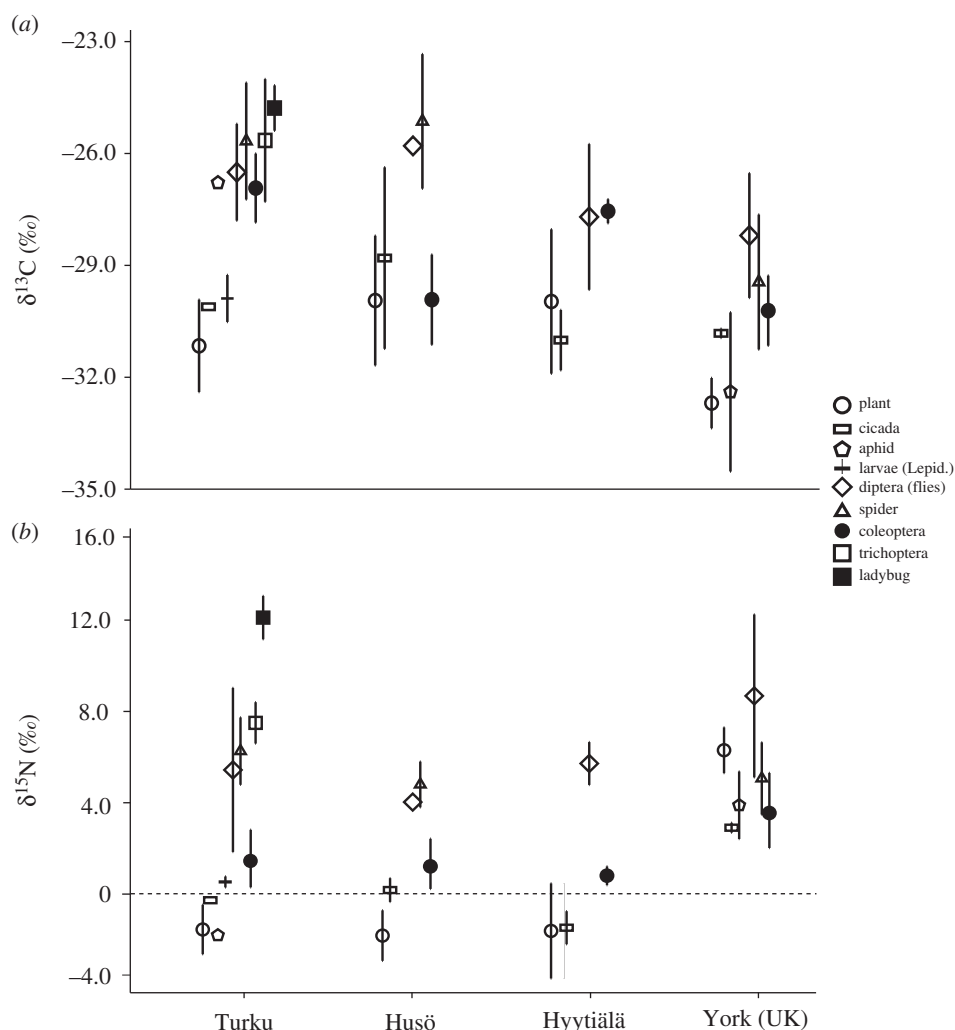 (a)
–23.0
–26.0
–29.0
–32.0
–35.0
δ¹³C (‰)
plant
cicada
aphid
larvae (Lepid.)
diptera (flies)
spider
coleoptera
trichoptera
ladybug
(b)
16.0
12.0
8.0
4.0
0
–4.0
δ¹⁵N (‰)
Turku Husö Hyytiälä York (UK)